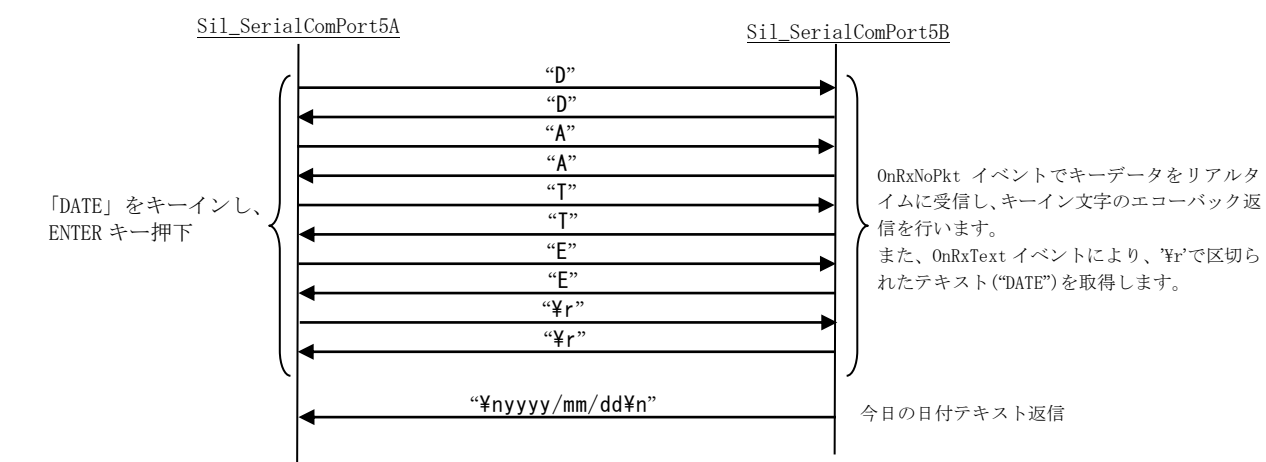 Sil_SerialComPort5A
Sil_SerialComPort5B
“D”
“D”
“A”
“A”
“T”
“T”
“E”
“E”
“¥r”
“¥r”
「DATE」をキーインし、
ENTER キー押下
OnRxNoPkt イベントでキーデータをリアルタ
イムに受信し、キーイン文字のエコーバック返
信を行います。
また、OnRxText イベントにより、’¥r’で区切ら
れたテキスト(“DATE”)を取得します。
“¥nyyyy/mm/dd¥n”
今日の日付テキスト返信